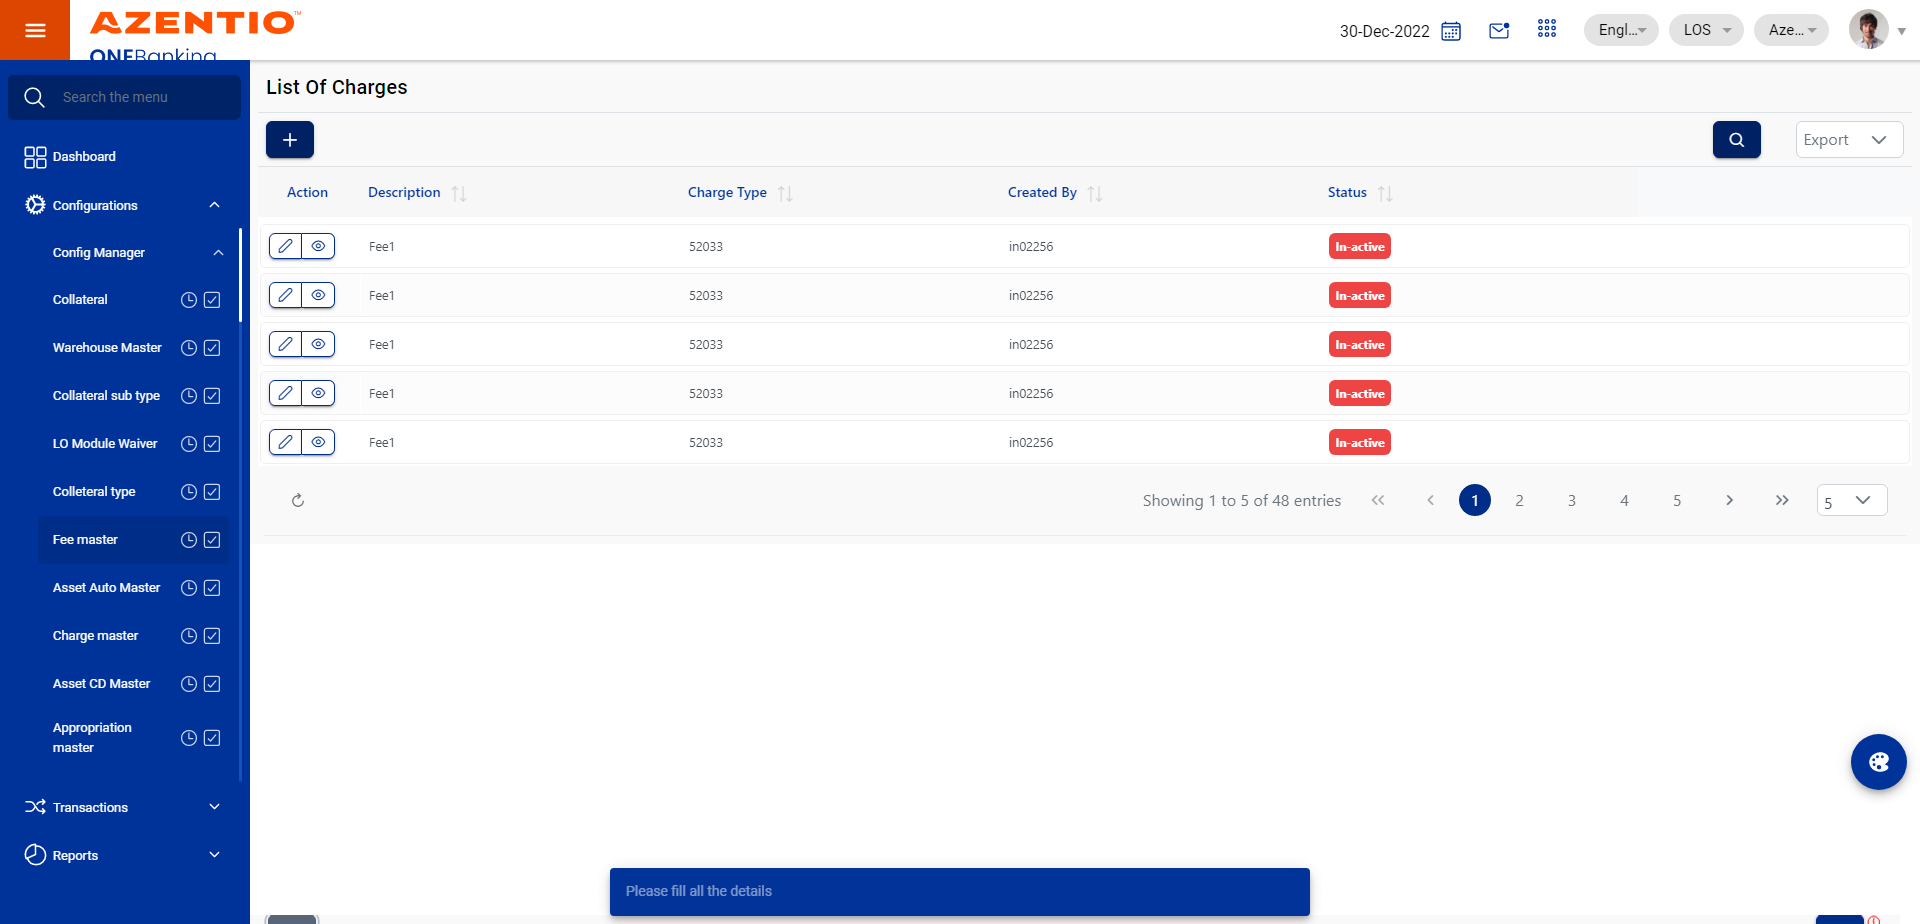 AZENTIO™
ONEBanking
30-Dec-2022
Engl...
LOS
Aze...
Search the menu
Dashboard
Configurations
Config Manager
Collateral
Warehouse Master
Collateral sub type
LO Module Waiver
Colleteral type
Fee master
Asset Auto Master
Charge master
Asset CD Master
Appropriation
master
Transactions
Reports
List Of Charges
Export
Action Description Charge Type Created By Status
Fee1 52033 in02256 In-active
Fee1 52033 in02256 In-active
Fee1 52033 in02256 In-active
Fee1 52033 in02256 In-active
Fee1 52033 in02256 In-active
Showing 1 to 5 of 48 entries
1 2 3 4 5
5
Please fill all the details